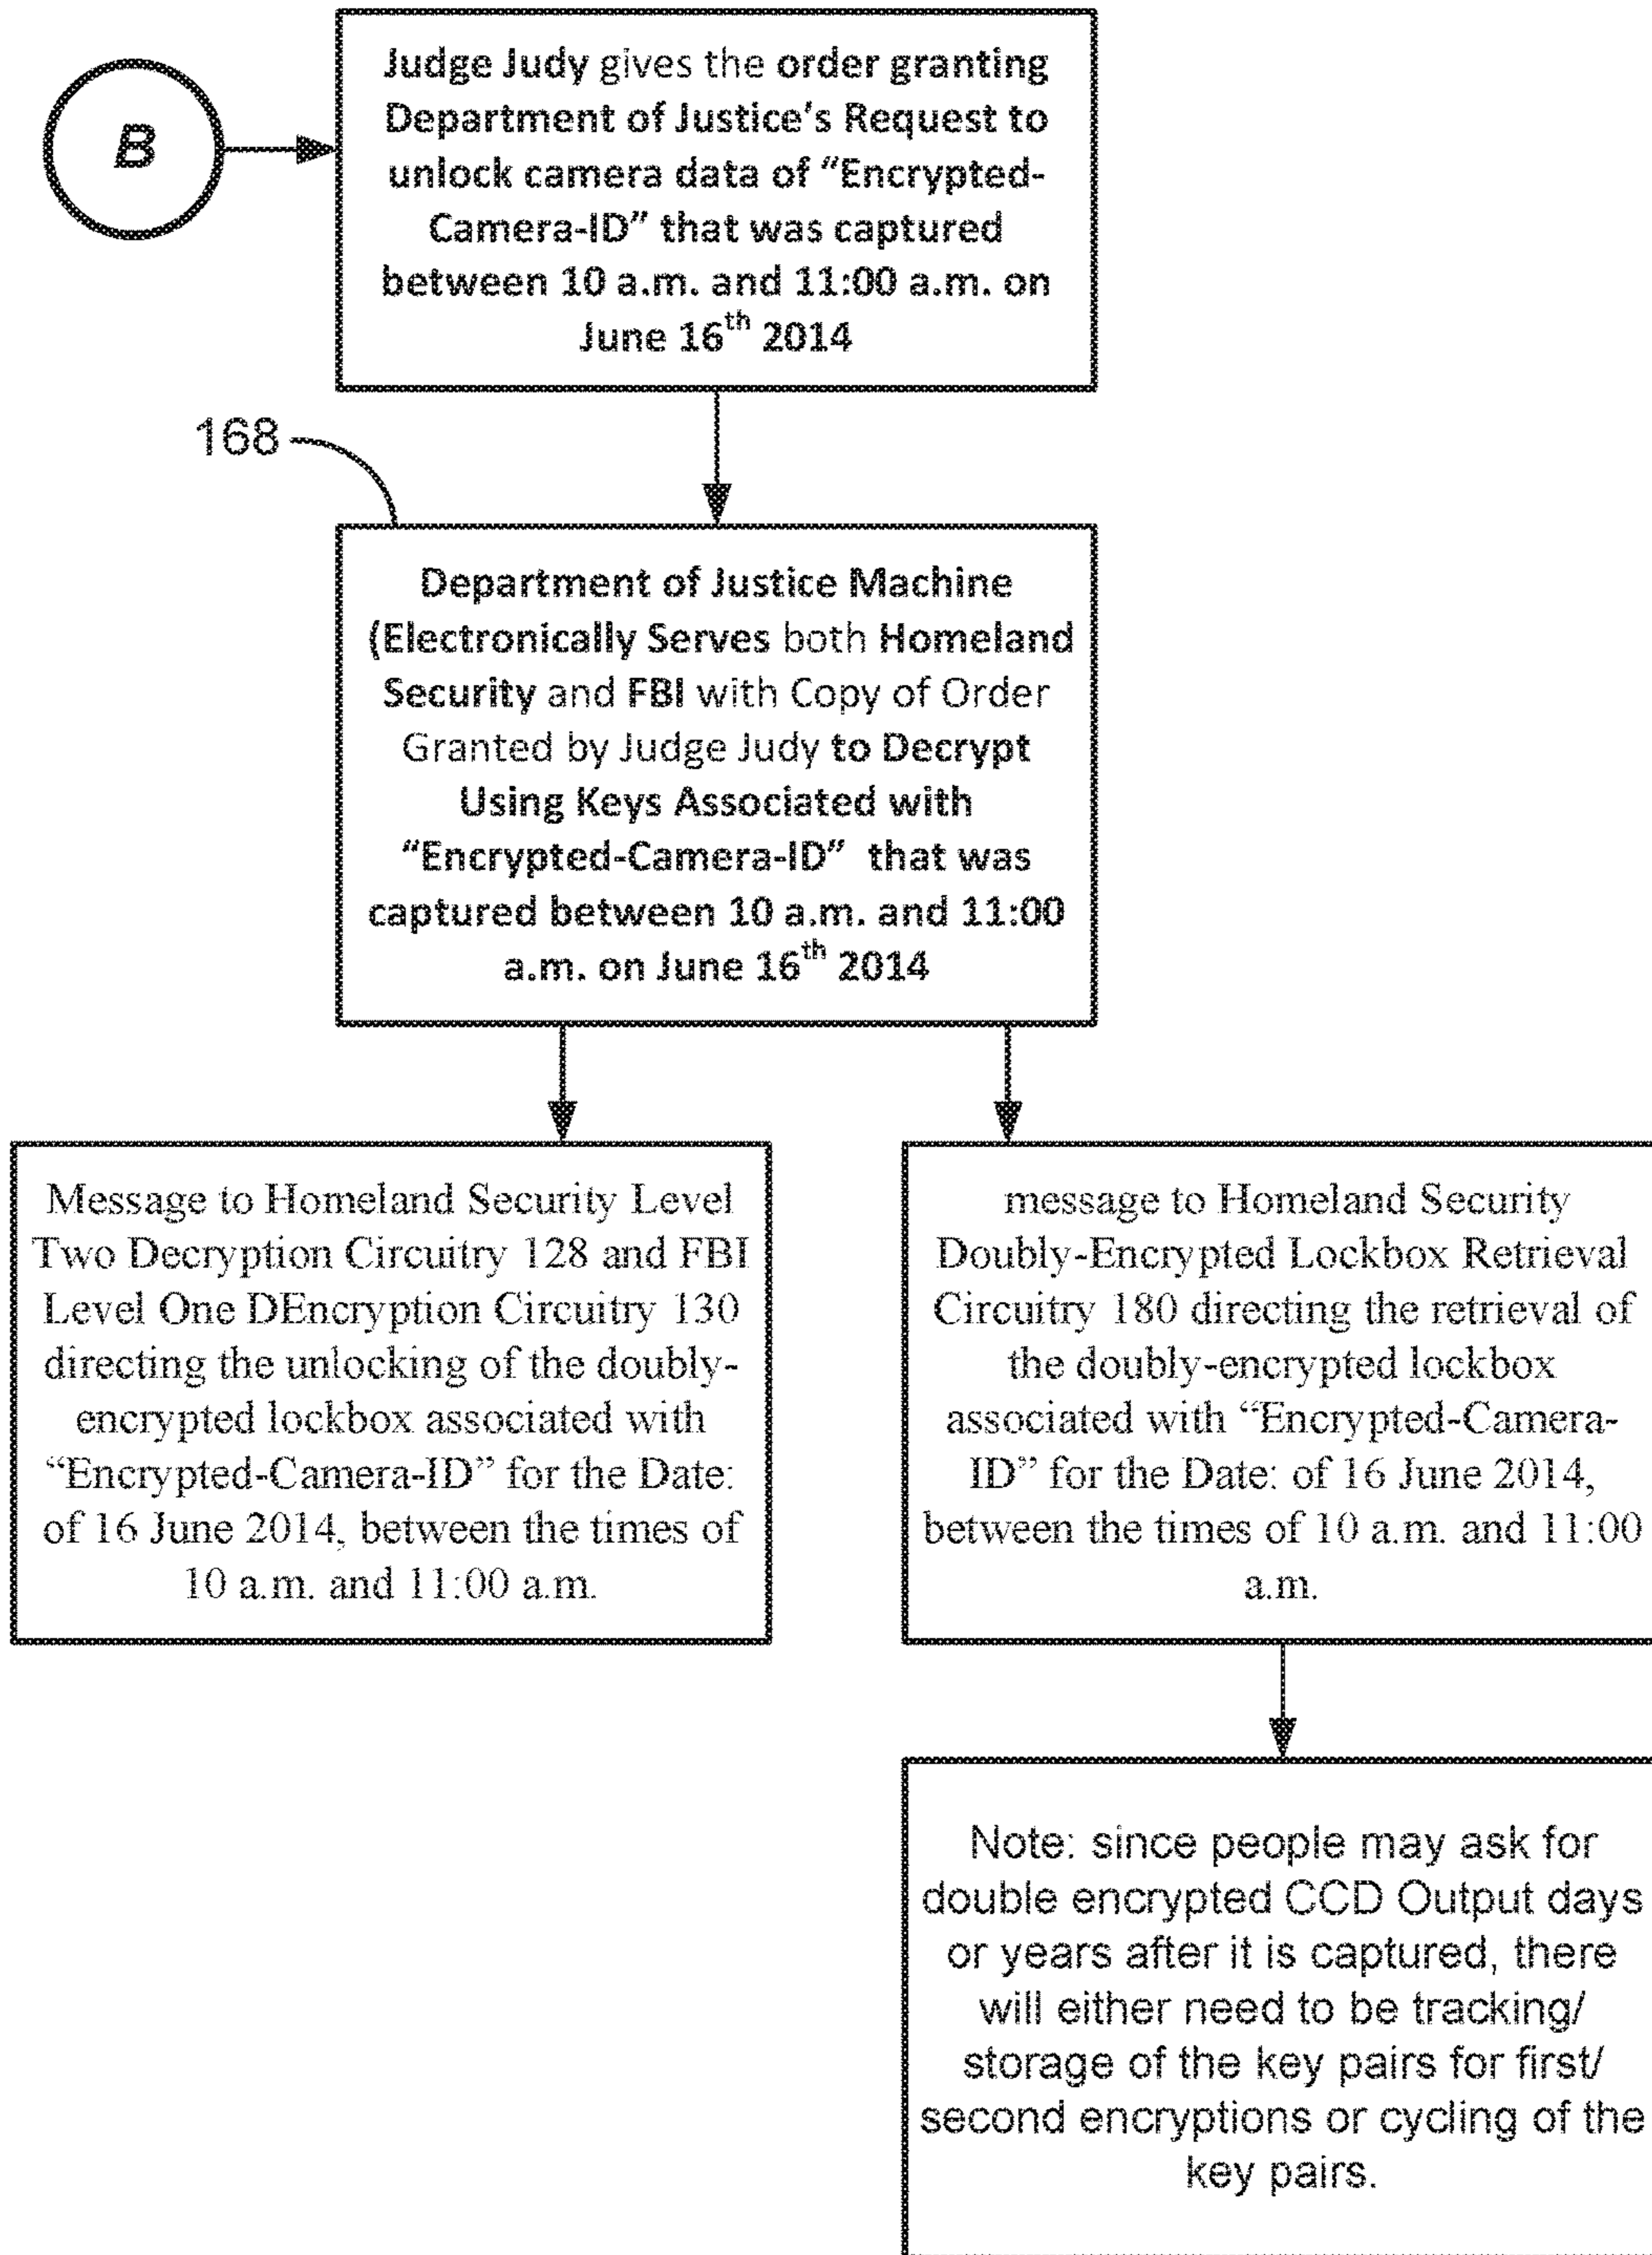 B
Judge Judy gives the order granting
Department of Justice's Request to
unlock camera data of “Encrypted-
Camera-ID” that was captured
between 10 a.m. and 11:00 a.m. on
June 16th 2014
168
Department of Justice Machine
(Electronically Serves both Homeland
Security and FBI with Copy of Order
Granted by Judge Judy to Decrypt
Using Keys Associated with
“Encrypted-Camera-ID” that was
captured between 10 a.m. and 11:00
a.m. on June 16th 2014
Message to Homeland Security Level
Two Decryption Circuitry 128 and FBI
Level One DEncryption Circuitry 130
directing the unlocking of the doubly-
encrypted lockbox associated with
“Encrypted-Camera-ID” for the Date:
of 16 June 2014, between the times of
10 a.m. and 11:00 a.m.
message to Homeland Security
Doubly-Encrypted Lockbox Retrieval
Circuitry 180 directing the retrieval of
the doubly-encrypted lockbox
associated with “Encrypted-Camera-
ID” for the Date: of 16 June 2014,
between the times of 10 a.m. and 11:00
a.m.
Note: since people may ask for
double encrypted CCD Output days
or years after it is captured, there
will either need to be tracking/
storage of the key pairs for first/
second encryptions or cycling of the
key pairs.